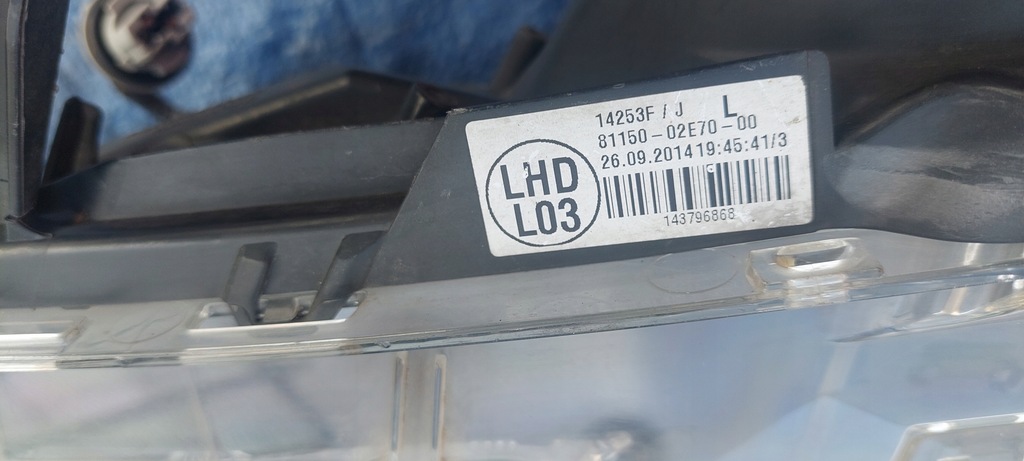 14253F / J L
81150-02E70-00
26.09.2014 19:45:41/3
LHD
L03
143796868